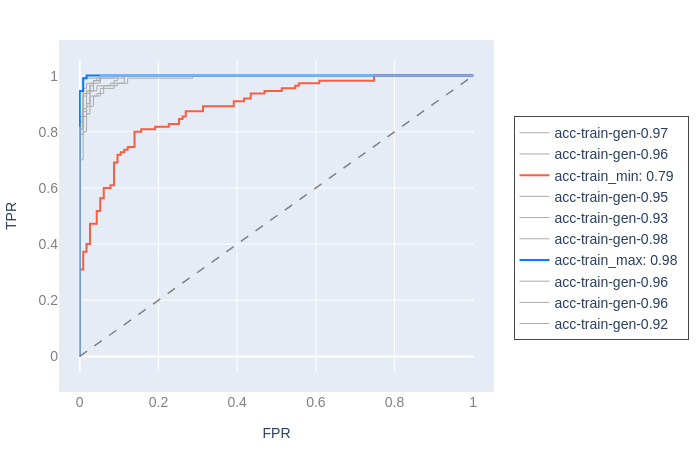 1
0.8
0.6
0.4
0.2
0
TPR
0
0.2
0.4
0.6
0.8
1
FPR
acc-train-gen-0.97
acc-train-gen-0.96
acc-train_min: 0.79
acc-train-gen-0.95
acc-train-gen-0.93
acc-train-gen-0.98
acc-train_max: 0.98
acc-train-gen-0.96
acc-train-gen-0.96
acc-train-gen-0.92